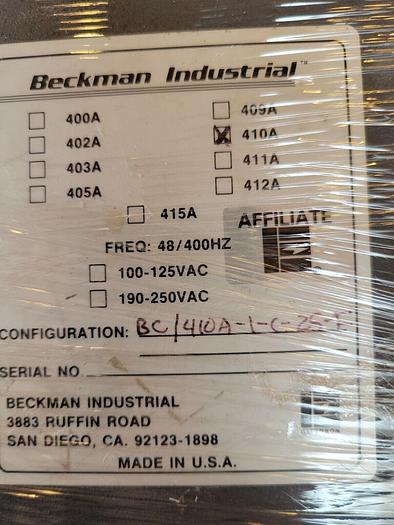 Beckman Industrial™
400A
402A
403A
405A
409A
410A
411A
412A
415A
AFFILIATE
FREQ: 48/400HZ
100-125VAC
190-250VAC
CONFIGURATION: BC/410A-1-C-25-F
SERIAL NO.
BECKMAN INDUSTRIAL
3883 RUFFIN ROAD
SAN DIEGO, CA. 92123-1898
MADE IN U.S.A.